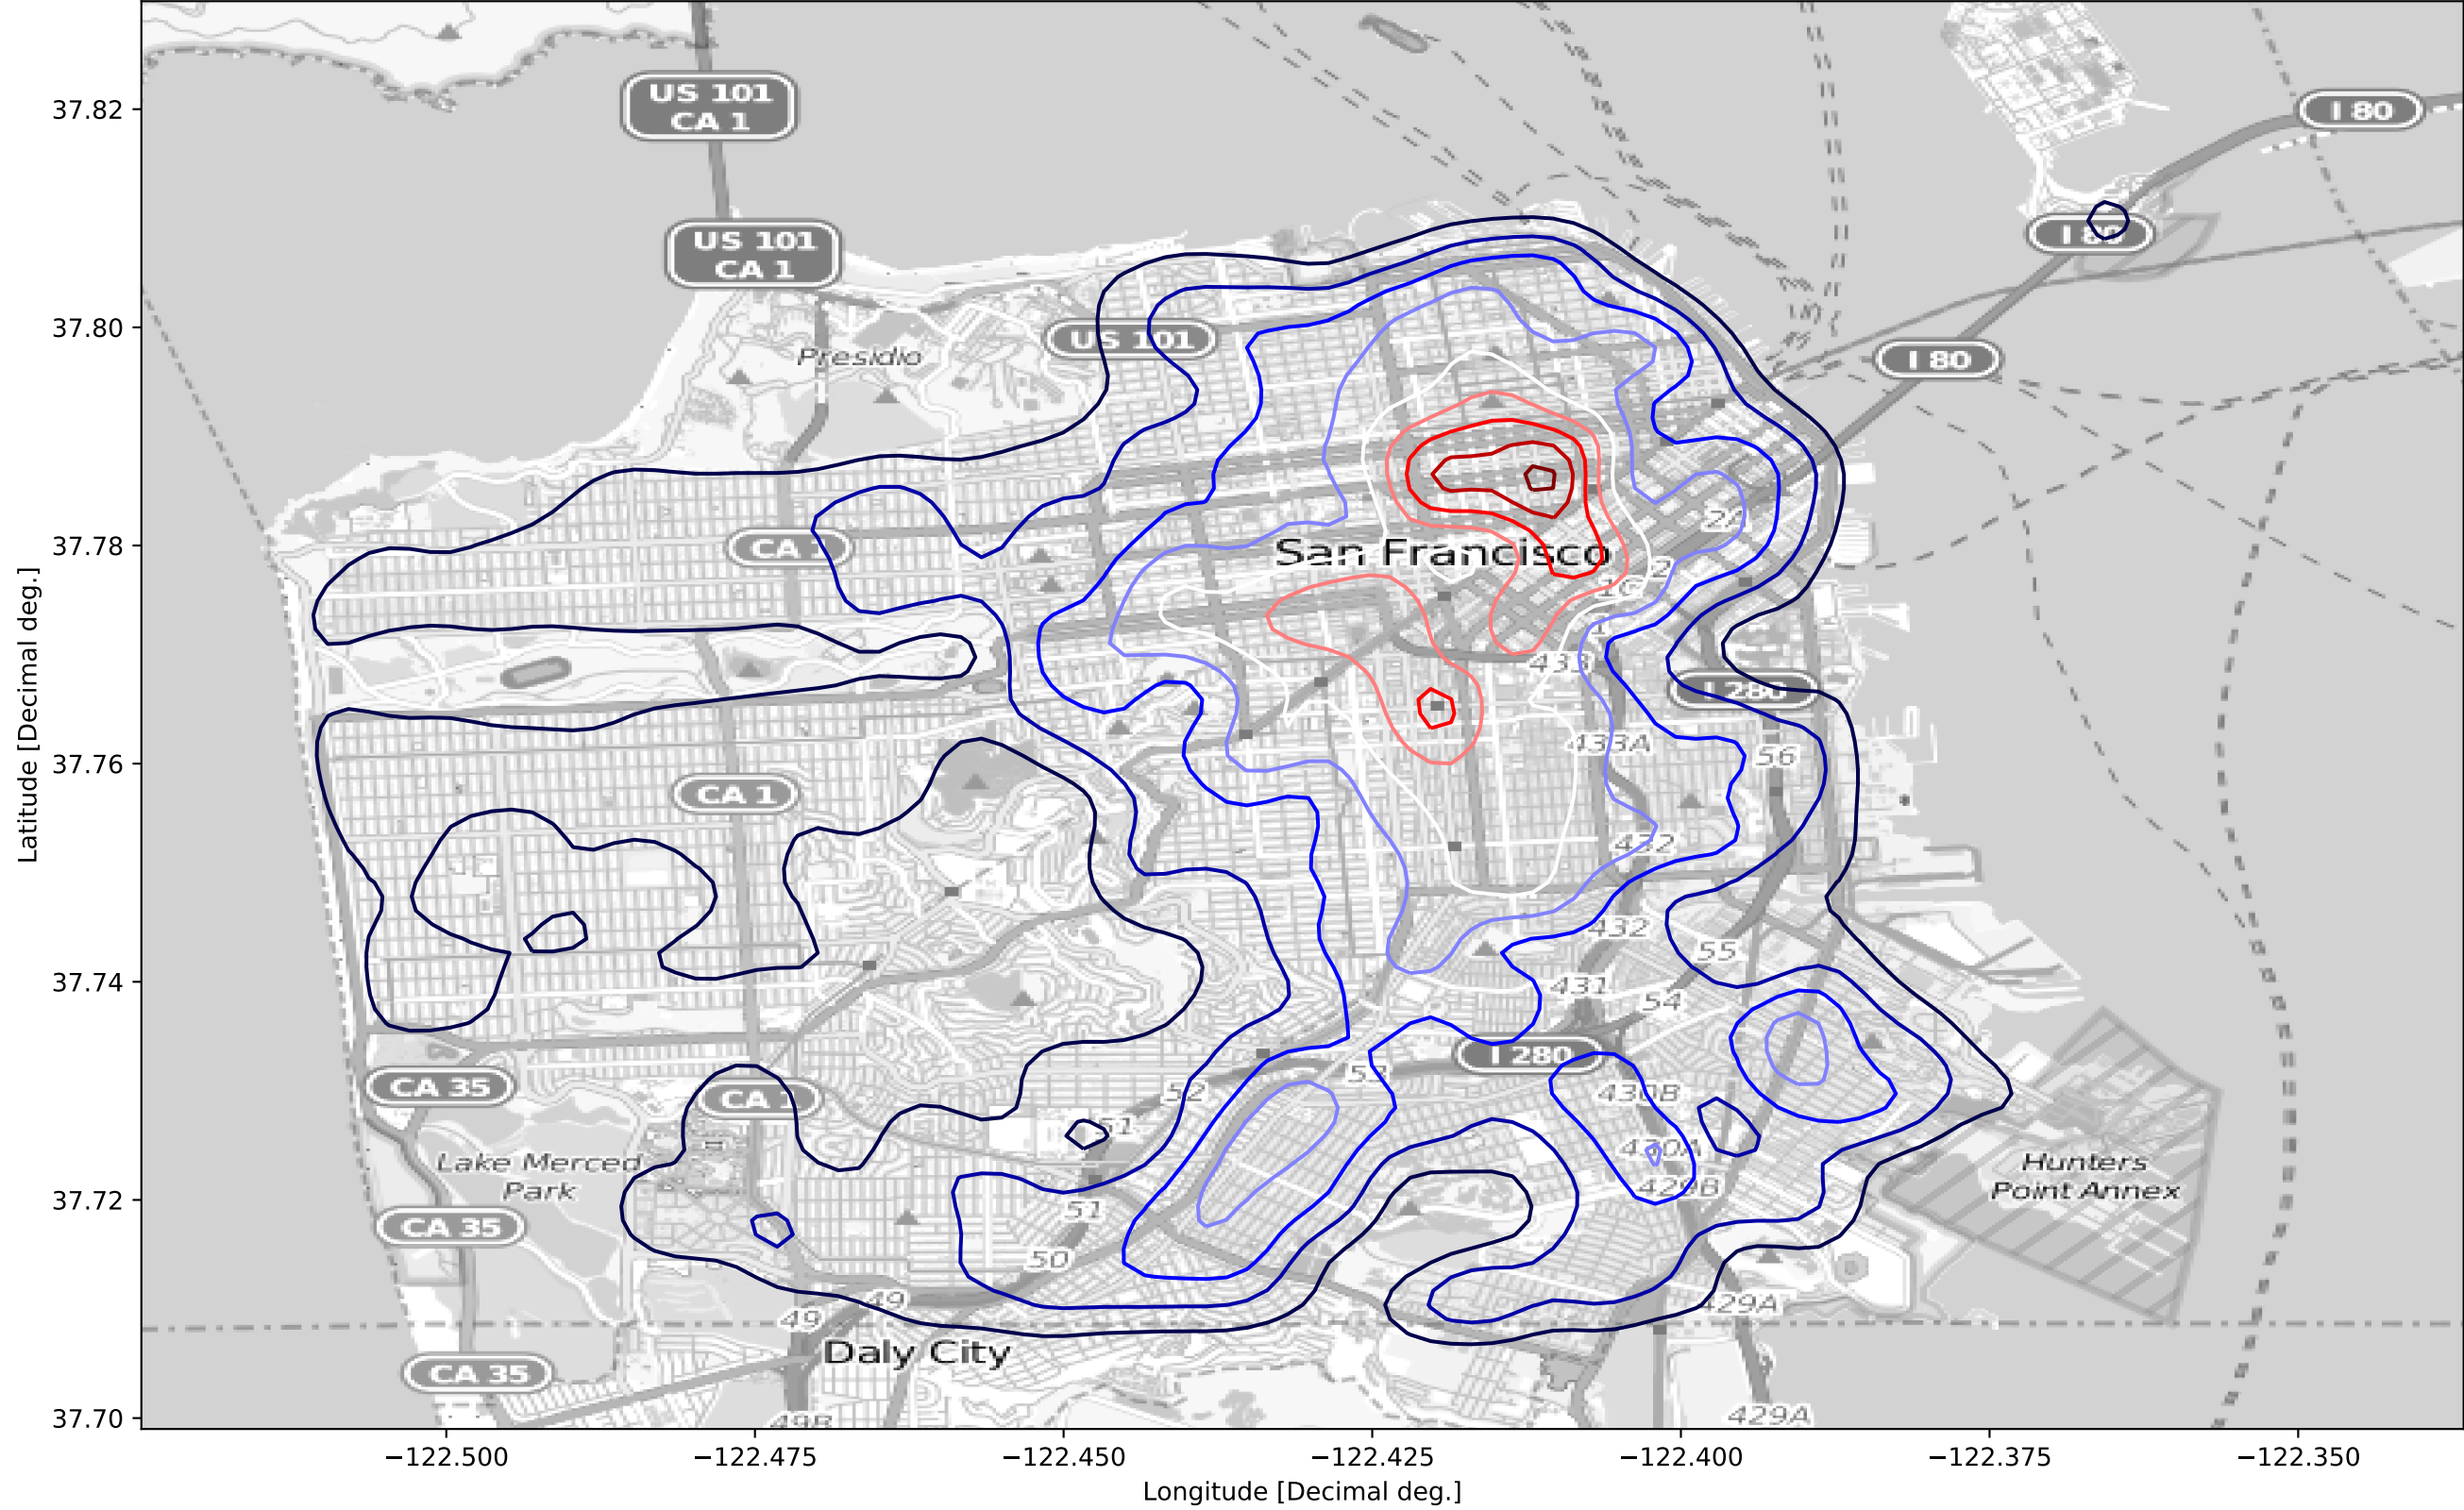 37.82
37.80
37.78
37.76
37.74
37.72
37.70
Latitude [Decimal deg.]
US 101
CA 1
I 80
US 101
CA 1
I 80
US 101
I 80
Presidio
CA 1
San Francisco
433
I 280
433A
56
CA 1
432
432
55
431
54
I 280
53
CA 35
CA 1
52
430B
51
430A
Lake Merced
Park
Hunters
Point Annex
429B
51
CA 35
50
49
429A
49
Daly City
CA 35
429A
49B
−122.500
−122.475
−122.450
−122.425
−122.400
−122.375
−122.350
Longitude [Decimal deg.]